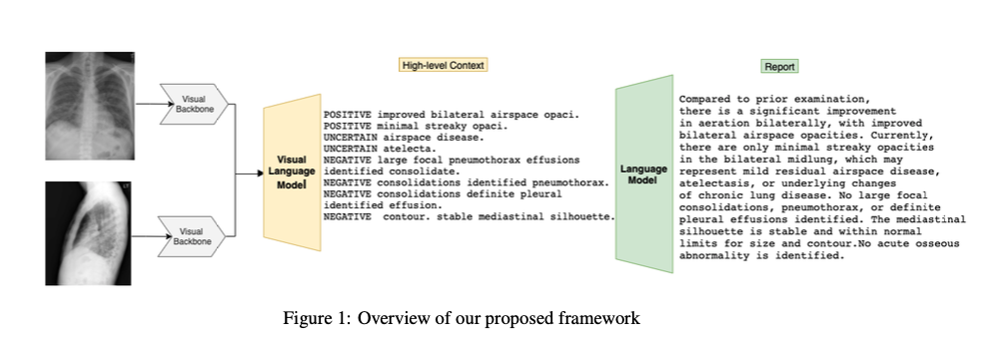 High-level Context
Report
Visual
Backbone
Visual
Backbone
Visual
Language
Model
POSITIVE improved bilateral airspace opaci.
POSITIVE minimal streaky opaci.
UNCERTAIN airspace disease.
UNCERTAIN atelecta.
NEGATIVE large focal pneumothorax effusions
identified consolidate.
NEGATIVE consolidations identified pneumothorax.
NEGATIVE consolidations definite pleural
identified effusion.
NEGATIVE contour. stable mediastinal silhouette.
Language
Model
Compared to prior examination,
there is a significant improvement
in aeration bilaterally, with improved
bilateral airspace opacities. Currently,
there are only minimal streaky opacities
in the bilateral midlung, which may
represent mild residual airspace disease,
atelectasis, or underlying changes
of chronic lung disease. No large focal
consolidations, pneumothorax, or definite
pleural effusions identified. The mediastinal
silhouette is stable and within normal
limits for size and contour.No acute osseous
abnormality is identified.
Figure 1: Overview of our proposed framework